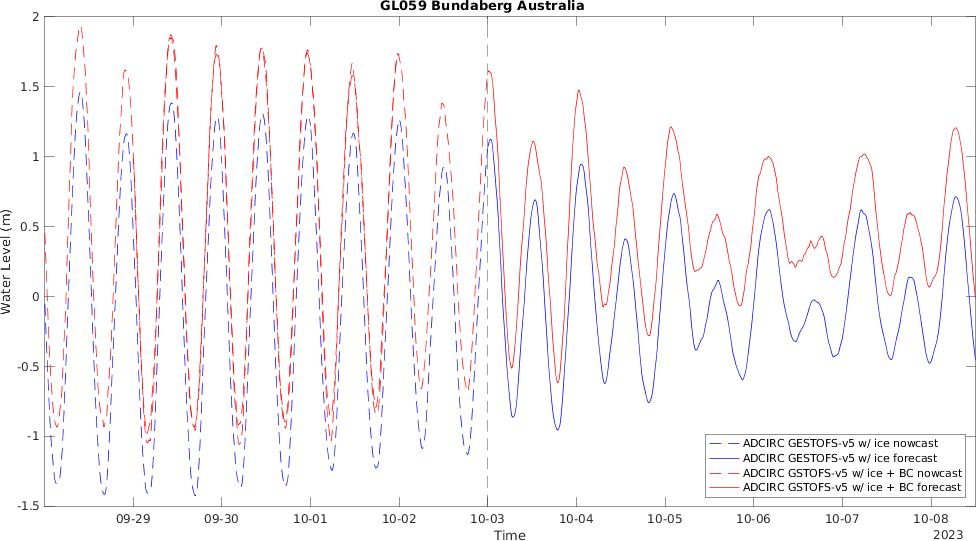 GL059 Bundaberg Australia
2
1.5
1
0.5
0
-0.5
-1
-1.5
Water Level (m)
ADCIRC GESTOFS-v5 w/ ice nowcast
ADCIRC GESTOFS-v5 w/ ice forecast
ADCIRC GSTOFS-v5 w/ ice + BC nowcast
ADCIRC GSTOFS-v5 w/ ice + BC forecast
09-29 09-30 10-01 10-02 10-03 10-04 10-05 10-06 10-07 10-08
Time
2023